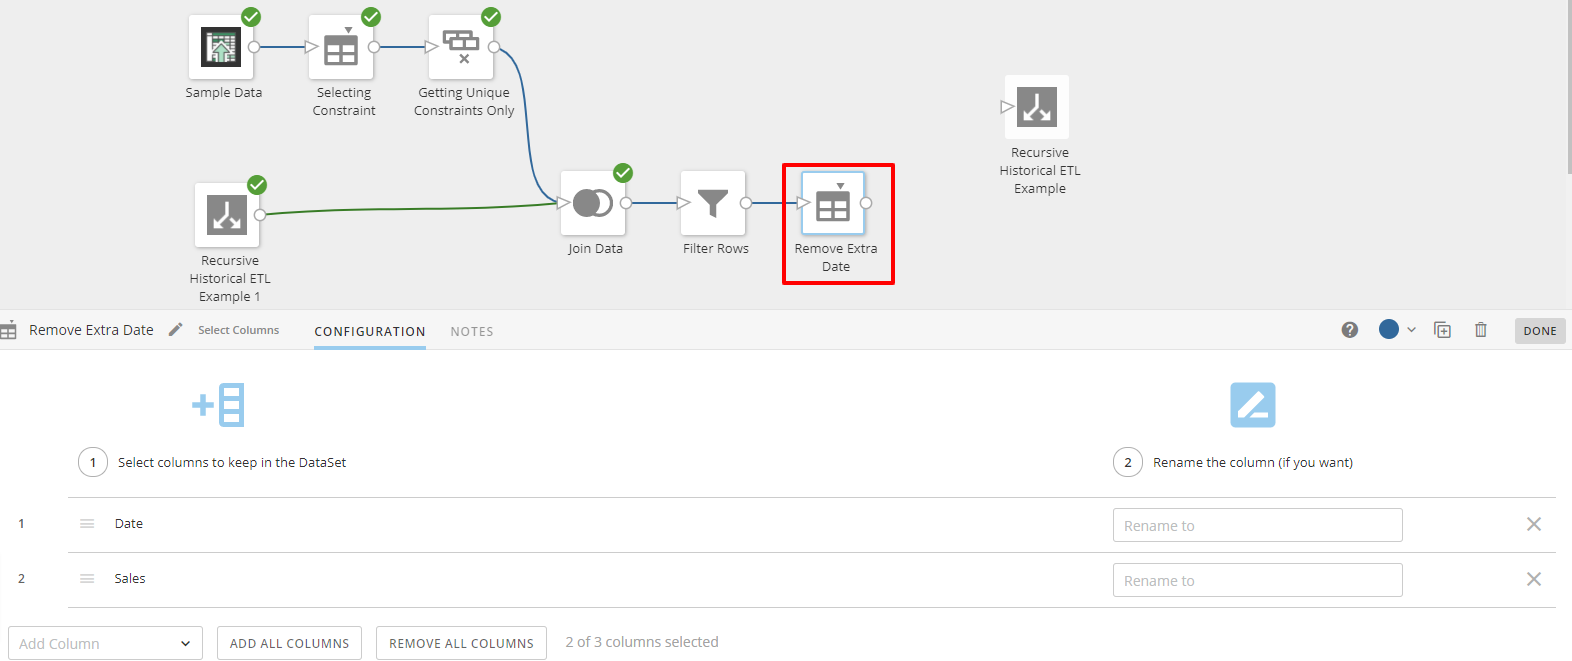 Sample Data
Selecting
Constraint
Getting Unique
Constraints Only
Recursive
Historical ETL
Example
Recursive
Historical ETL
Example 1
Join Data
Filter Rows
Remove Extra
Date
Remove Extra Date
Select Columns
CONFIGURATION
NOTES
?
DONE
1
Select columns to keep in the DataSet
2
Rename the column (if you want)
1
Date
Rename to
2
Sales
Rename to
Add Column
ADD ALL COLUMNS
REMOVE ALL COLUMNS
2 of 3 columns selected